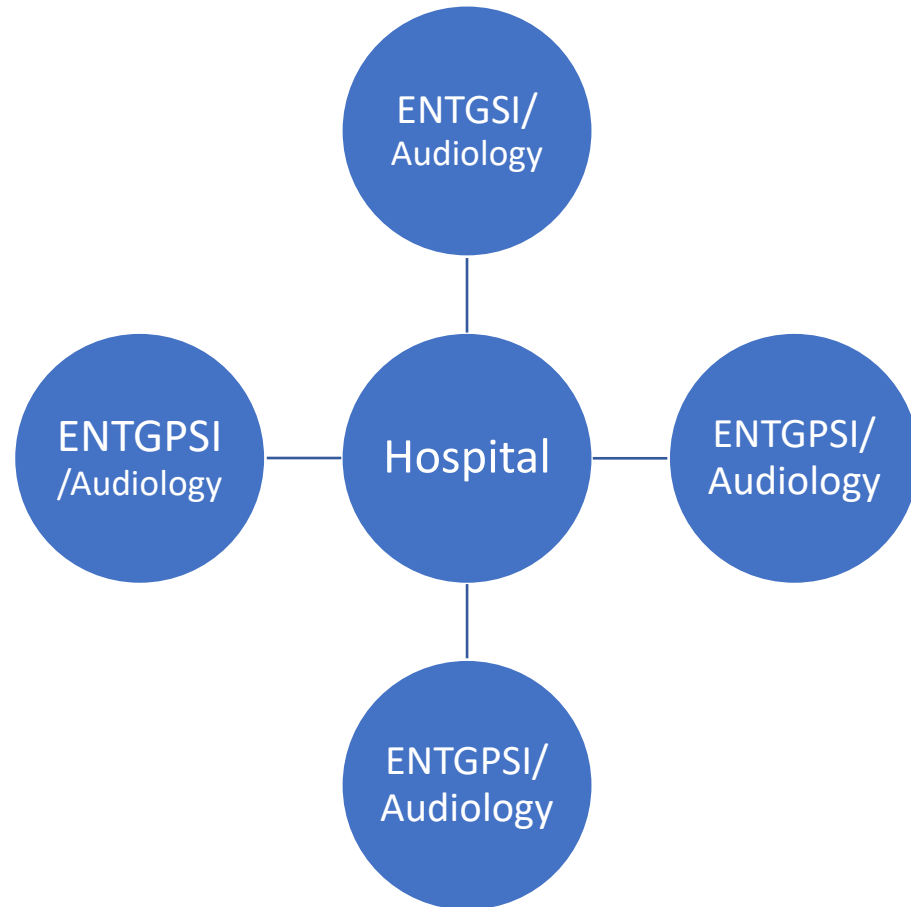 ENTGSI/
Audiology
ENTGPSI
/Audiology
Hospital
ENTGPSI/
Audiology
ENTGPSI/
Audiology